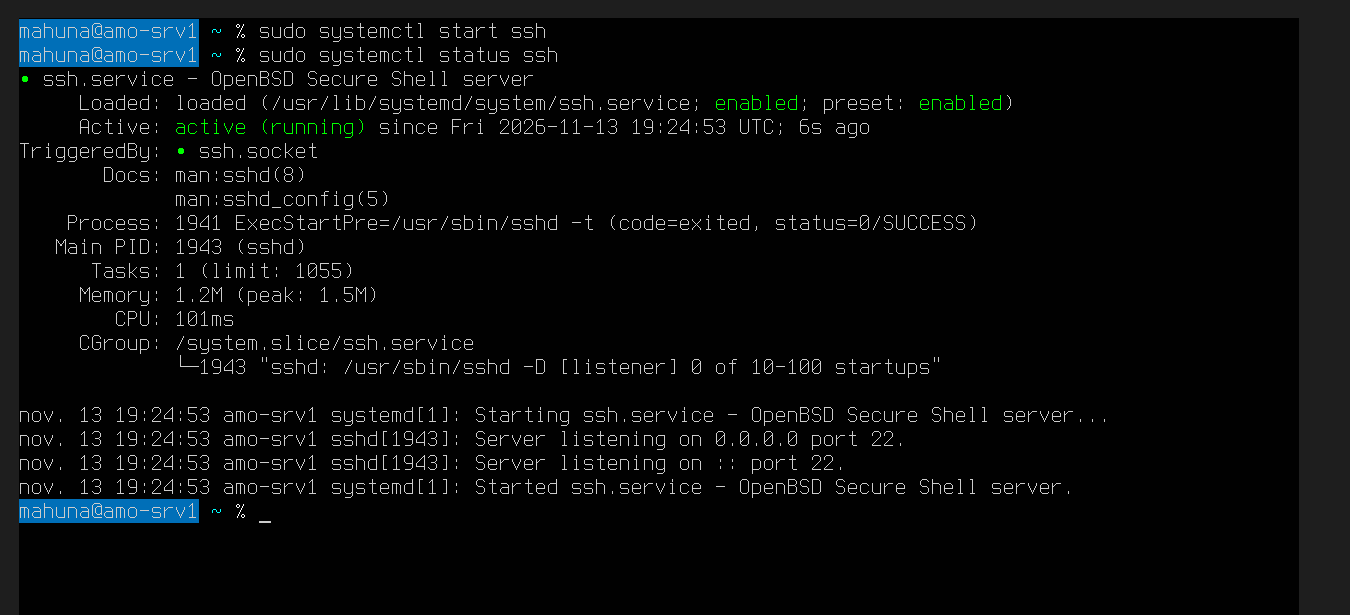 mahuna@amo-srv1 ~ % sudo systemctl start ssh
mahuna@amo-srv1 ~ % sudo systemctl status ssh
● ssh.service - OpenBSD Secure Shell server
     Loaded: loaded (/usr/lib/systemd/system/ssh.service; enabled; preset: enabled)
     Active: active (running) since Fri 2026-11-13 19:24:53 UTC; 6s ago
TriggeredBy: ● ssh.socket
       Docs: man:sshd(8)
             man:sshd_config(5)
    Process: 1941 ExecStartPre=/usr/sbin/sshd -t (code=exited, status=0/SUCCESS)
   Main PID: 1943 (sshd)
      Tasks: 1 (limit: 1055)
     Memory: 1.2M (peak: 1.5M)
        CPU: 101ms
     CGroup: /system.slice/ssh.service
             └─1943 "sshd: /usr/sbin/sshd -D [listener] 0 of 10-100 startups"

nov. 13 19:24:53 amo-srv1 systemd[1]: Starting ssh.service - OpenBSD Secure Shell server...
nov. 13 19:24:53 amo-srv1 sshd[1943]: Server listening on 0.0.0.0 port 22.
nov. 13 19:24:53 amo-srv1 sshd[1943]: Server listening on :: port 22.
nov. 13 19:24:53 amo-srv1 systemd[1]: Started ssh.service - OpenBSD Secure Shell server.
mahuna@amo-srv1 ~ % _